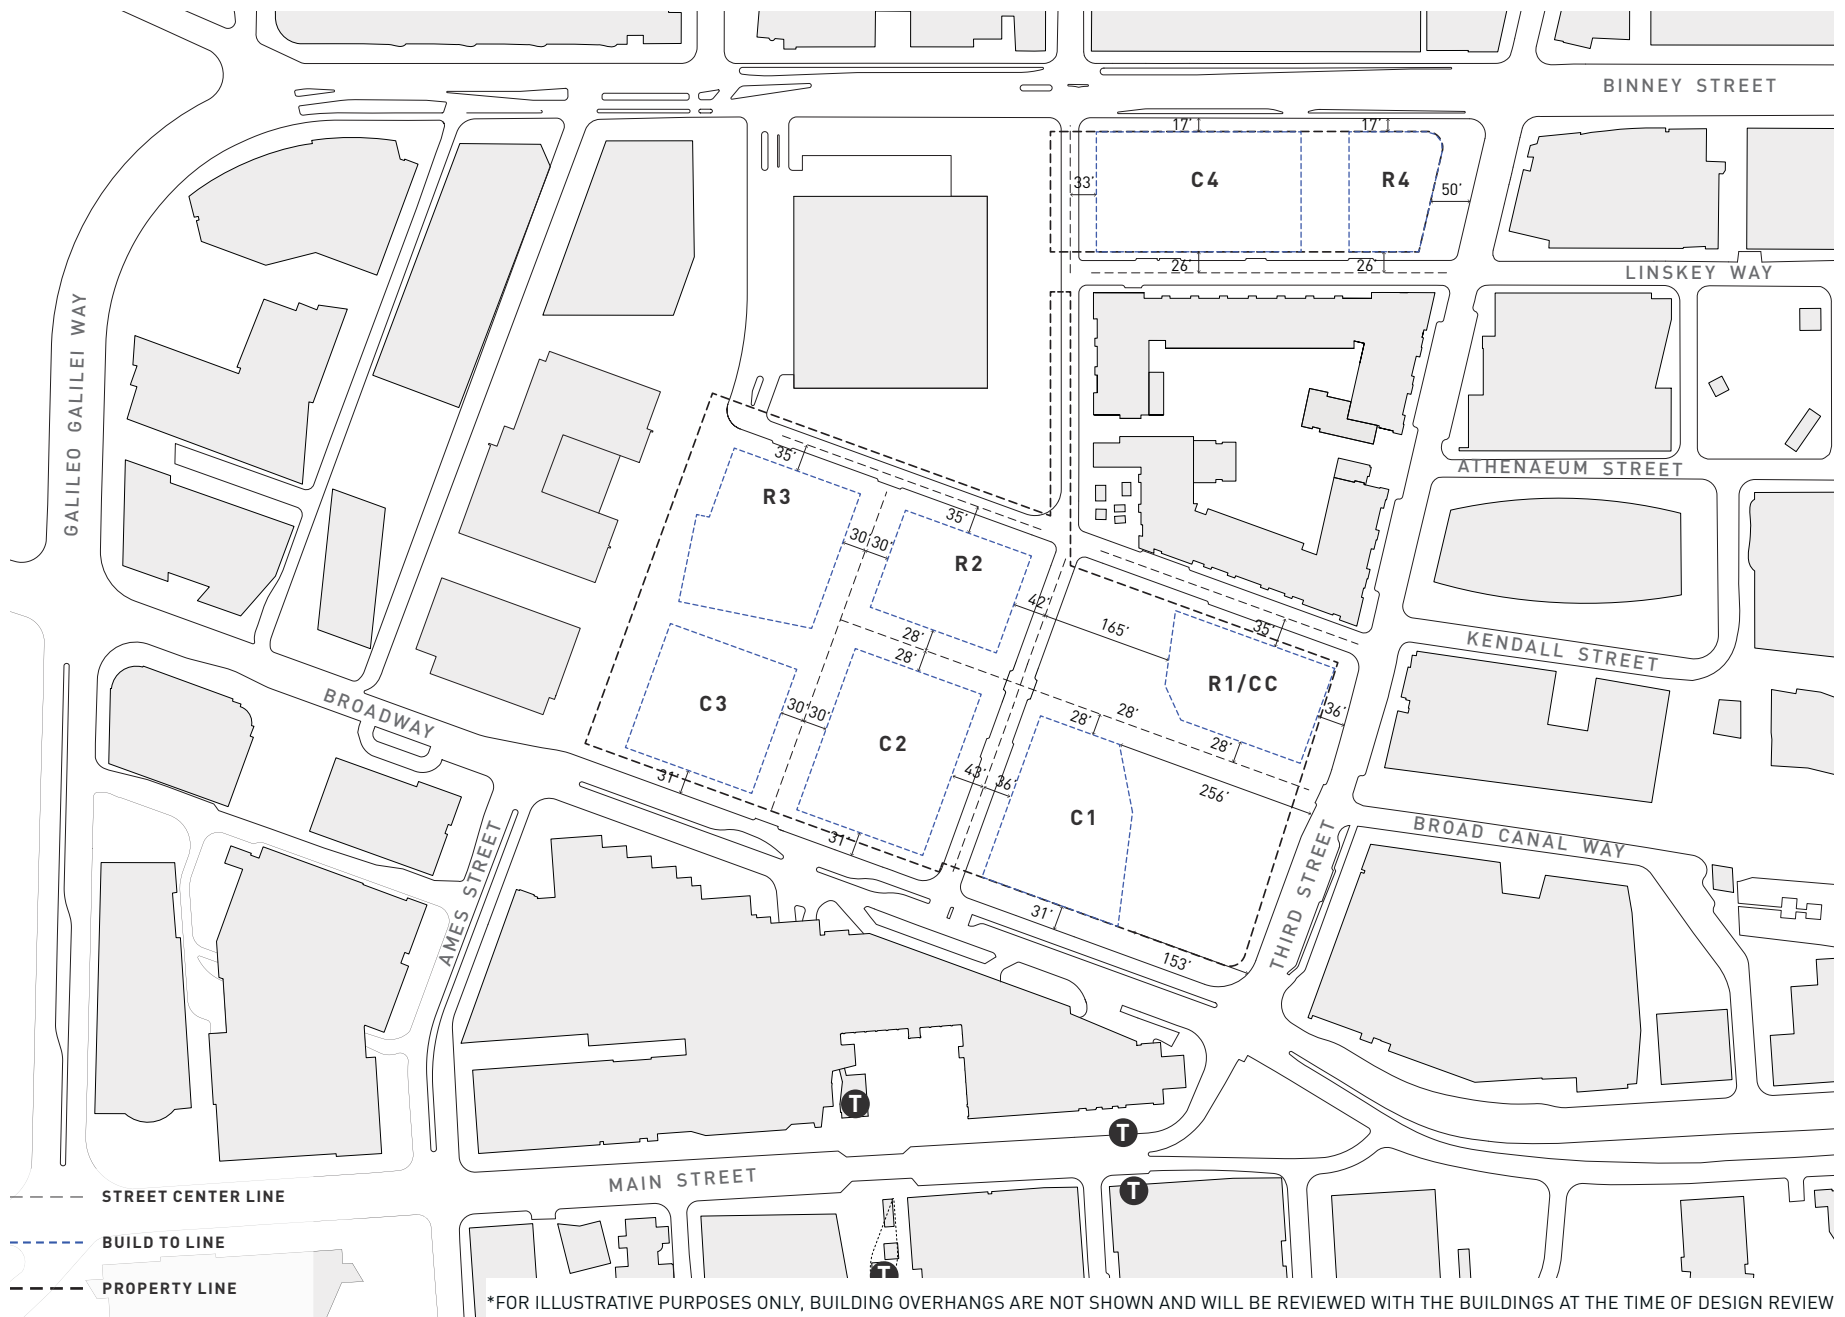 BINNEY STREET
17'
17'
C4
R4
33'
50'
26'
26'
LINSKEY WAY
GALILEO GALILEI WAY
ATHENAEUM STREET
35'
R3
35'
30'
30'
R2
42'
165'
35'
28'
28'
KENDALL STREET
R1/CC
C3
30'
30'
28'
28'
36'
BROADWAY
C2
28'
31'
43'
36'
256'
C1
31'
BROAD CANAL WAY
AMES STREET
THIRD STREET
31'
153'
T
T
MAIN STREET
T
T
STREET CENTER LINE
BUILD TO LINE
PROPERTY LINE
*FOR ILLUSTRATIVE PURPOSES ONLY, BUILDING OVERHANGS ARE NOT SHOWN AND WILL BE REVIEWED WITH THE BUILDINGS AT THE TIME OF DESIGN REVIEW